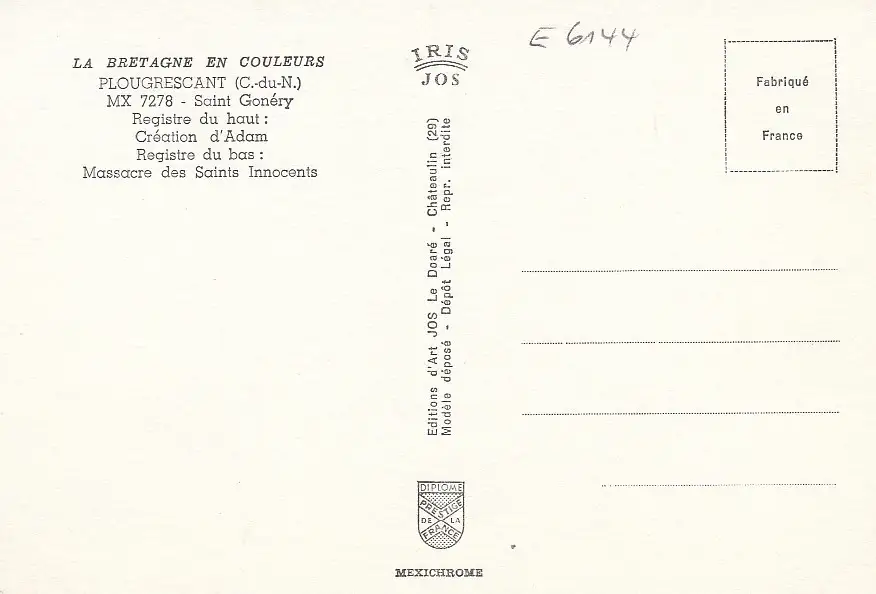 LA BRETAGNE EN COULEURS
PLOUGRESCANT (C.-du-N.)
MX 7278 - Saint Gonéry
Registre du haut :
Création d'Adam
Registre du bas :
Massacre des Saints Innocents
IRIS
JOS
Editions d'Art JOS Le Doaré - Châteaulin (29)
Modèle déposé - Dépôt Légal - Repr. interdite
DIPLOME
PRESTIGE
DE LA
FRANCE
MEXICHROME
E 6144
Fabriqué
en
France